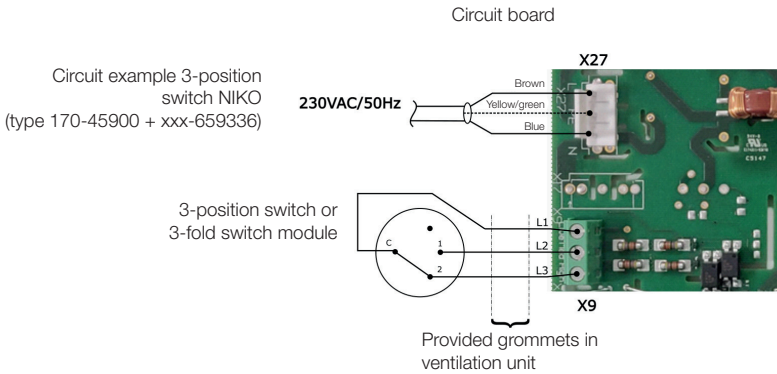 Circuit board
Circuit example 3-position
switch NIKO
(type 170-45900 + xxx-659336)
X27
230VAC/50Hz
Brown
Yellow/green
Blue
N
C5147
3-position switch or
3-fold switch module
C
1
2
L1
L2
L3
X9
Provided grommets in
ventilation unit